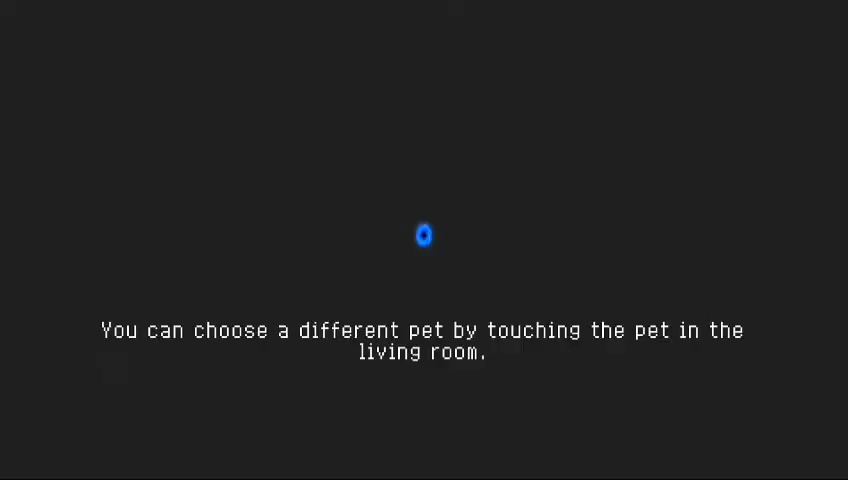 You can choose a different pet by touching the pet in the
living room.